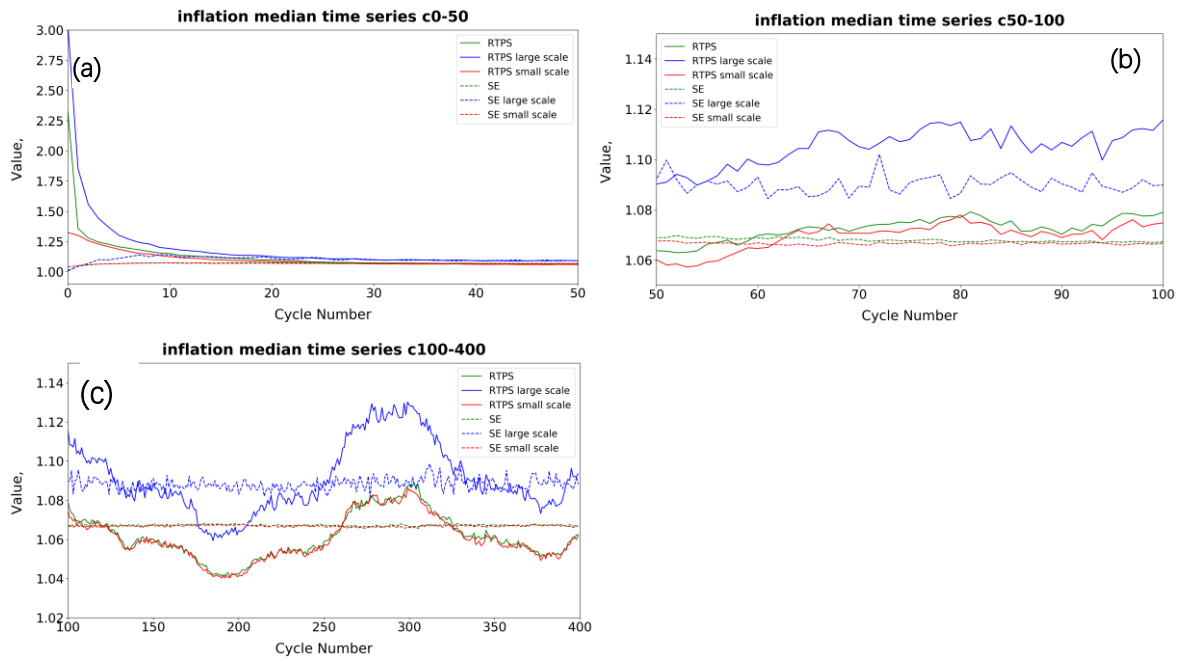 inflation median time series c0-50
(a)
Value,
3.00
2.75
2.50
2.25
2.00
1.75
1.50
1.25
1.00
RTPS
RTPS large scale
RTPS small scale
SE
SE large scale
SE small scale
0 10 20 30 40 50
Cycle Number
inflation median time series c50-100
(b)
Value,
1.14
1.12
1.10
1.08
1.06
RTPS
RTPS large scale
RTPS small scale
SE
SE large scale
SE small scale
50 60 70 80 90 100
Cycle Number
inflation median time series c100-400
(c)
Value,
1.14
1.12
1.10
1.08
1.06
1.04
1.02
RTPS
RTPS large scale
RTPS small scale
SE
SE large scale
SE small scale
100 150 200 250 300 350 400
Cycle Number